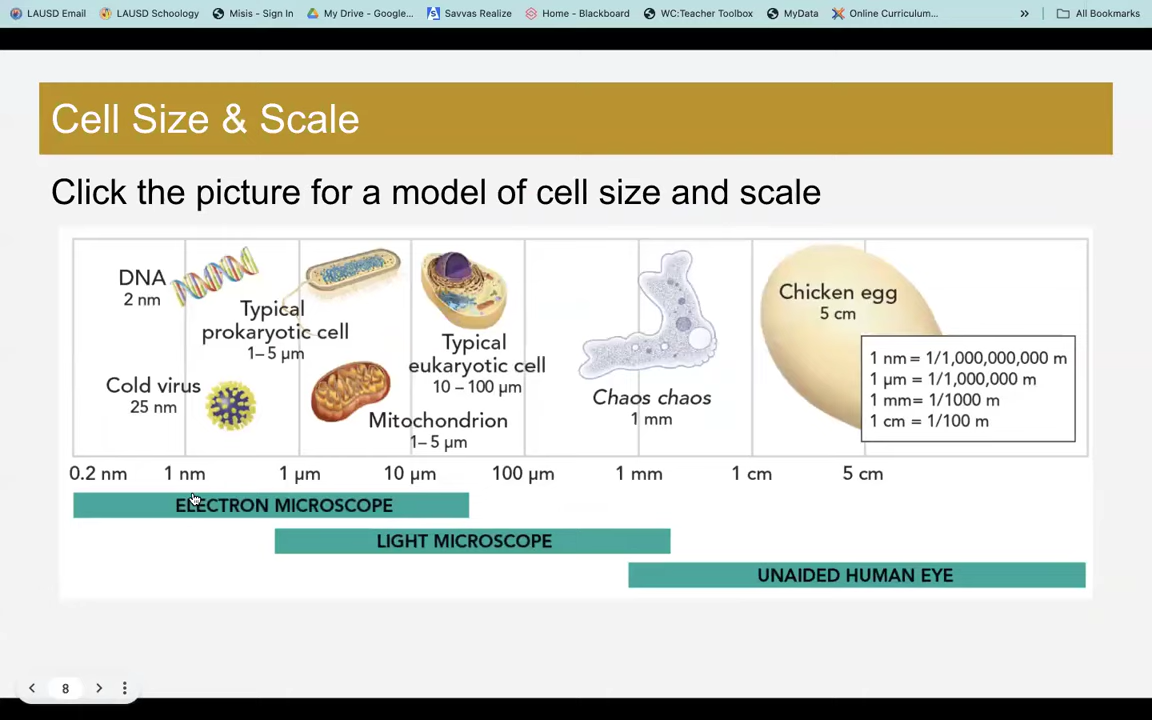 LAUSD Email LAUSD Schoology Misis - Sign In My Drive - Google... Savvas Realize Home - Blackboard WC:Teacher Toolbox MyData Online Curriculum... » All Bookmarks
Cell Size & Scale
Click the picture for a model of cell size and scale
DNA
2 nm
Typical
prokaryotic cell
1–5 μm
Cold virus
25 nm
Typical
eukaryotic cell
10 – 100 μm
Mitochondrion
1–5 μm
Chaos chaos
1 mm
Chicken egg
5 cm
1 nm = 1/1,000,000,000 m
1 μm = 1/1,000,000 m
1 mm= 1/1000 m
1 cm = 1/100 m
0.2 nm 1 nm 1 μm 10 μm 100 μm 1 mm 1 cm 5 cm
ELECTRON MICROSCOPE
LIGHT MICROSCOPE
UNAIDED HUMAN EYE
8